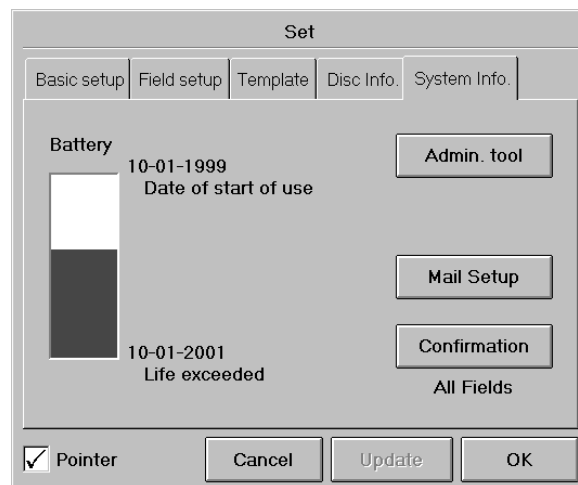 Set
Basic setup Field setup Template Disc Info. System Info.
Battery
10-01-1999
Date of start of use
Admin. tool
Mail Setup
10-01-2001
Life exceeded
Confirmation
All Fields
Pointer Cancel Update OK